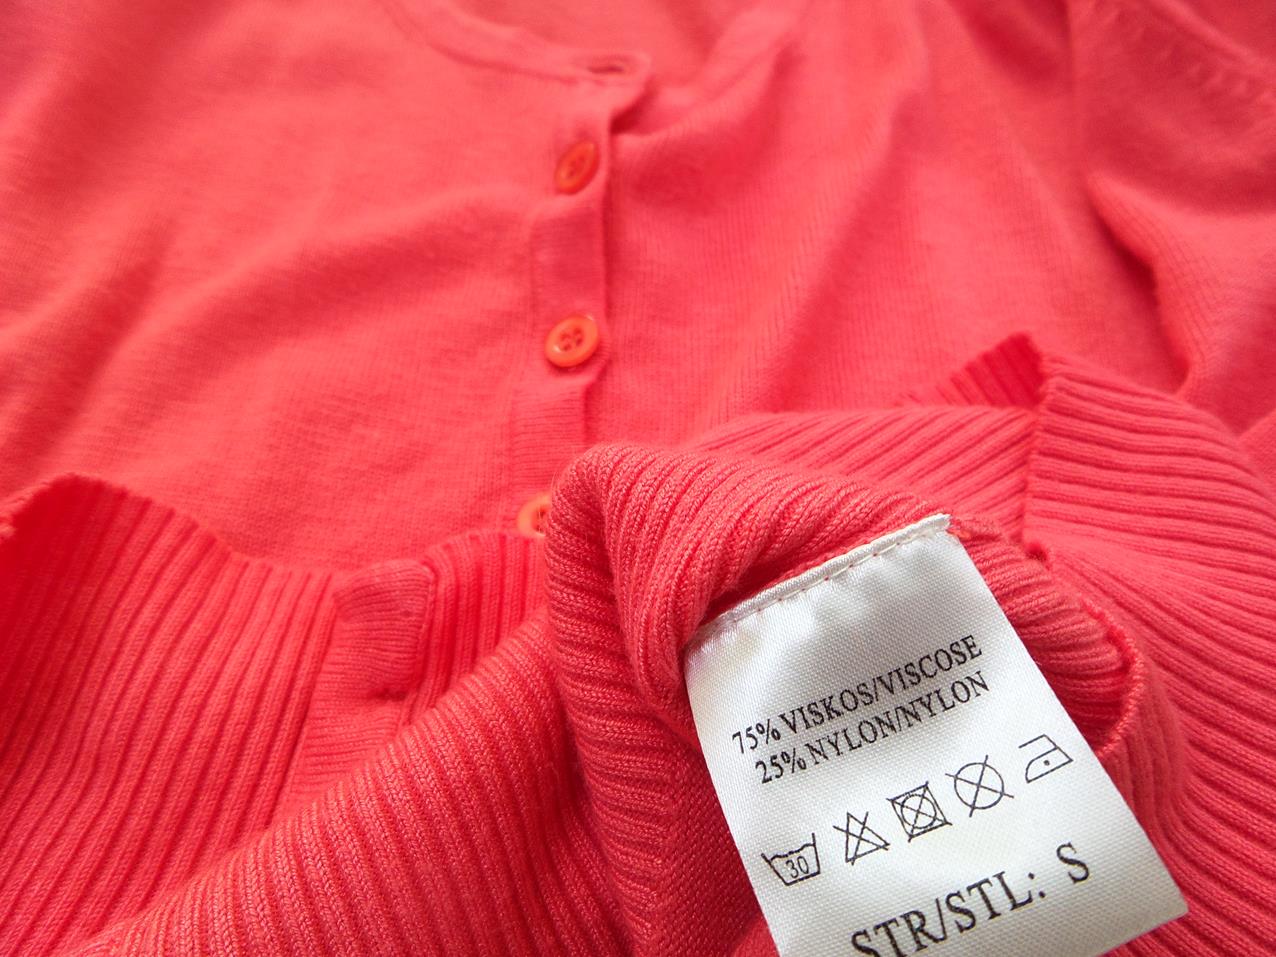 75% VISKOS/VISCOSE
25% NYLON/NYLON
30
STR/STL: S